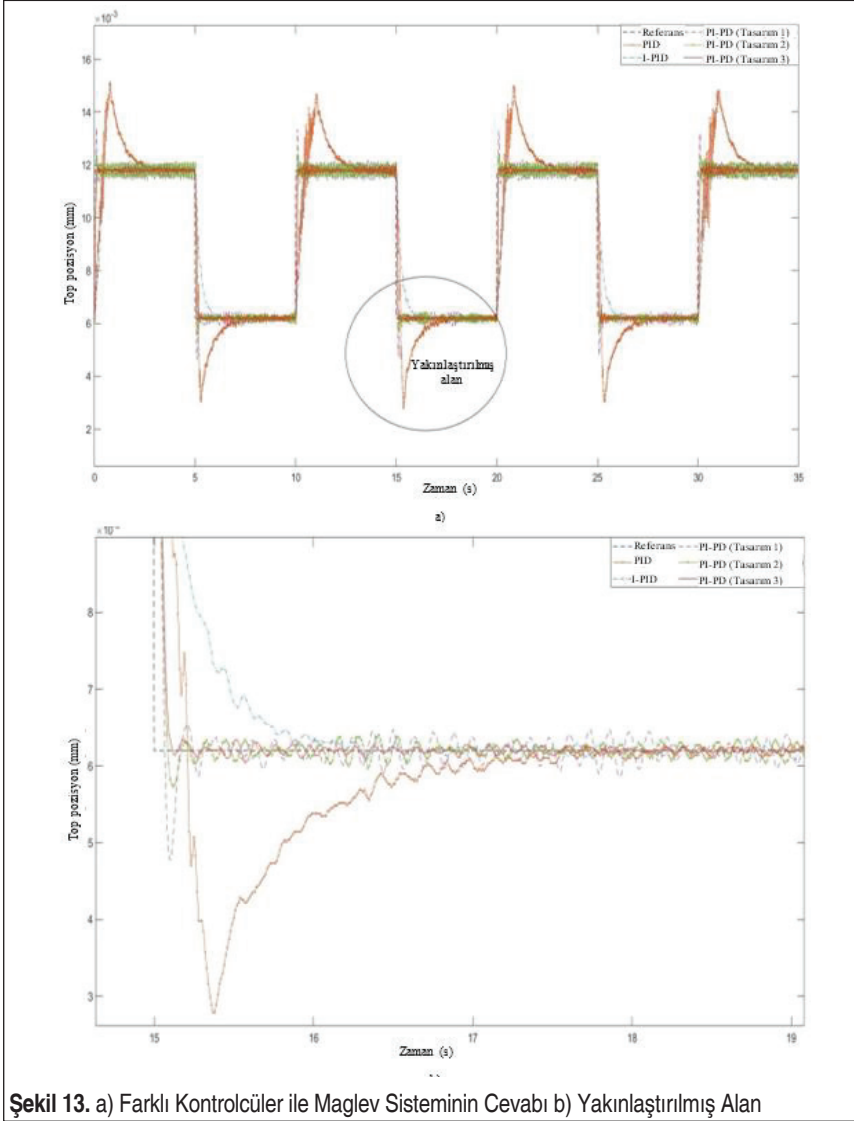 ×10⁻³
Referans PI-PD (Tasarım 1)
PID PI-PD (Tasarım 2)
I-PID PI-PD (Tasarım 3)
16
14
12
10
8
6
4
2
Top pozisyon (mm)
Yakınlaştırılmış
alan
0 5 10 15 20 25 30 35
Zaman (s)
a)
×10
Referans PI-PD (Tasarım 1)
PID PI-PD (Tasarım 2)
I-PID PI-PD (Tasarım 3)
8
7
6
5
4
3
Top pozisyon (mm)
15 16 17 18 19
Zaman (s)
Şekil 13. a) Farklı Kontrolcüler ile Maglev Sisteminin Cevabı b) Yakınlaştırılmış Alan